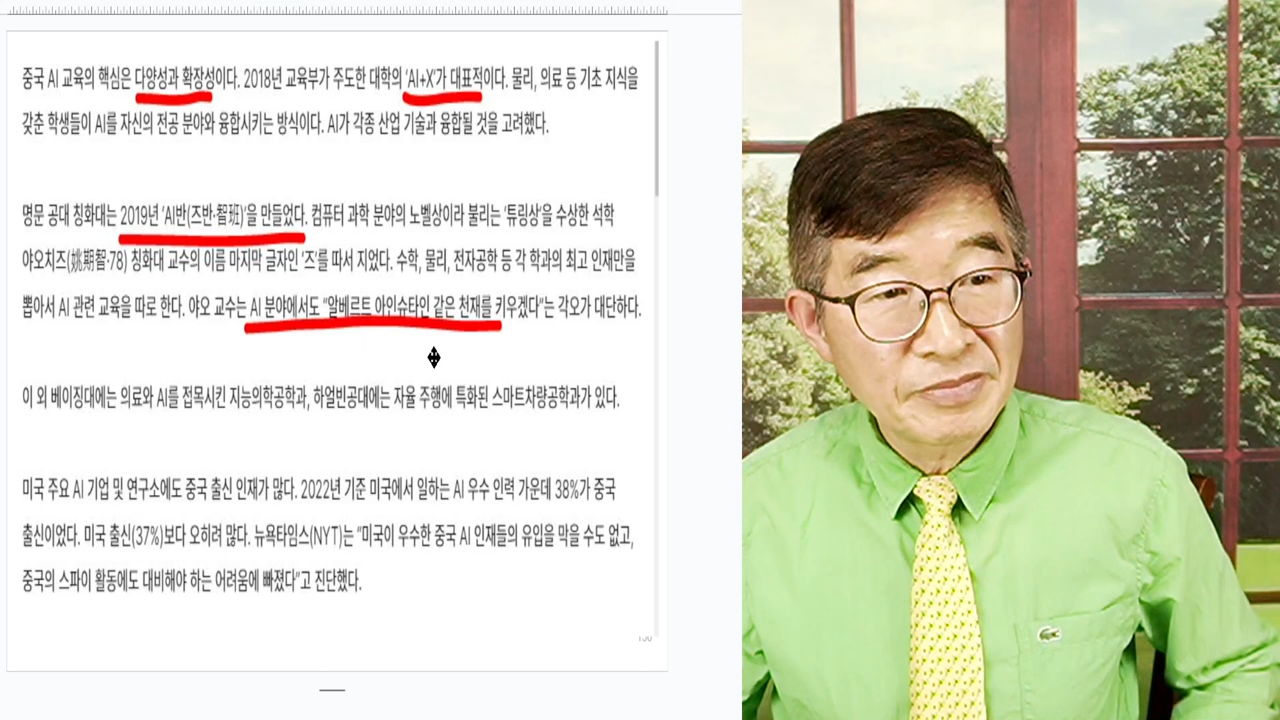 중국 AI 교육의 핵심은 다양성과 확장성이다. 2018년 교육부가 주도한 대학의 'AI+X'가 대표적이다. 물리, 의료 등 기초 지식을
갖춘 학생들이 AI를 자신의 전공 분야와 융합시키는 방식이다. AI가 각종 산업 기술과 융합될 것을 고려했다.
명문 공대 칭화대는 2019년 'AI반(즈반·智班)'을 만들었다. 컴퓨터 과학 분야의 노벨상이라 불리는 '튜링상'을 수상한 석학
야오치즈(姚期智·78) 칭화대 교수의 이름 마지막 글자인 '즈'를 따서 지었다. 수학, 물리, 전자공학 등 각 학과의 최고 인재만을
뽑아서 AI 관련 교육을 따로 한다. 야오 교수는 AI 분야에서도 "알베르트 아인슈타인 같은 천재를 키우겠다"는 각오가 대단하다.
이 외 베이징대에는 의료와 AI를 접목시킨 지능의학공학과, 하얼빈공대에는 자율 주행에 특화된 스마트차량공학과가 있다.
미국 주요 AI 기업 및 연구소에도 중국 출신 인재가 많다. 2022년 기준 미국에서 일하는 AI 우수 인력 가운데 38%가 중국
출신이었다. 미국 출신(37%)보다 오히려 많다. 뉴욕타임스(NYT)는 "미국이 우수한 중국 AI 인재들의 유입을 막을 수도 없고,
중국의 스파이 활동에도 대비해야 하는 어려움에 빠졌다"고 진단했다.